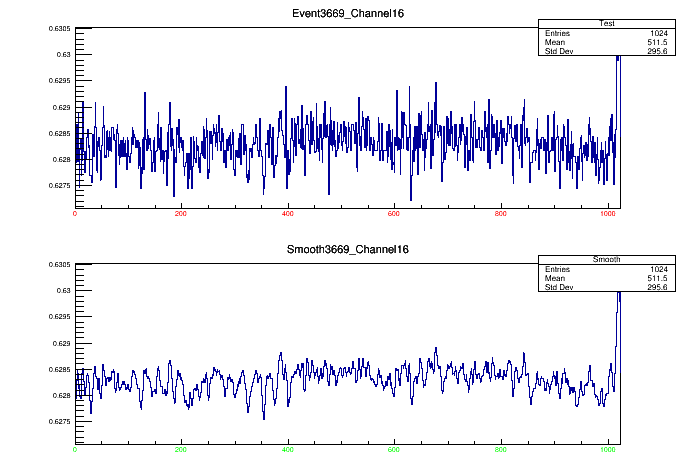 Event3669_Channel16
Test
Entries 1024
Mean 511.5
Std Dev 295.6
0.6305
0.63
0.6295
0.629
0.6285
0.628
0.6275
0 200 400 600 800 1000
Smooth3669_Channel16
Smooth
Entries 1024
Mean 511.5
Std Dev 295.6
0.6305
0.63
0.6295
0.629
0.6285
0.628
0.6275
0 200 400 600 800 1000